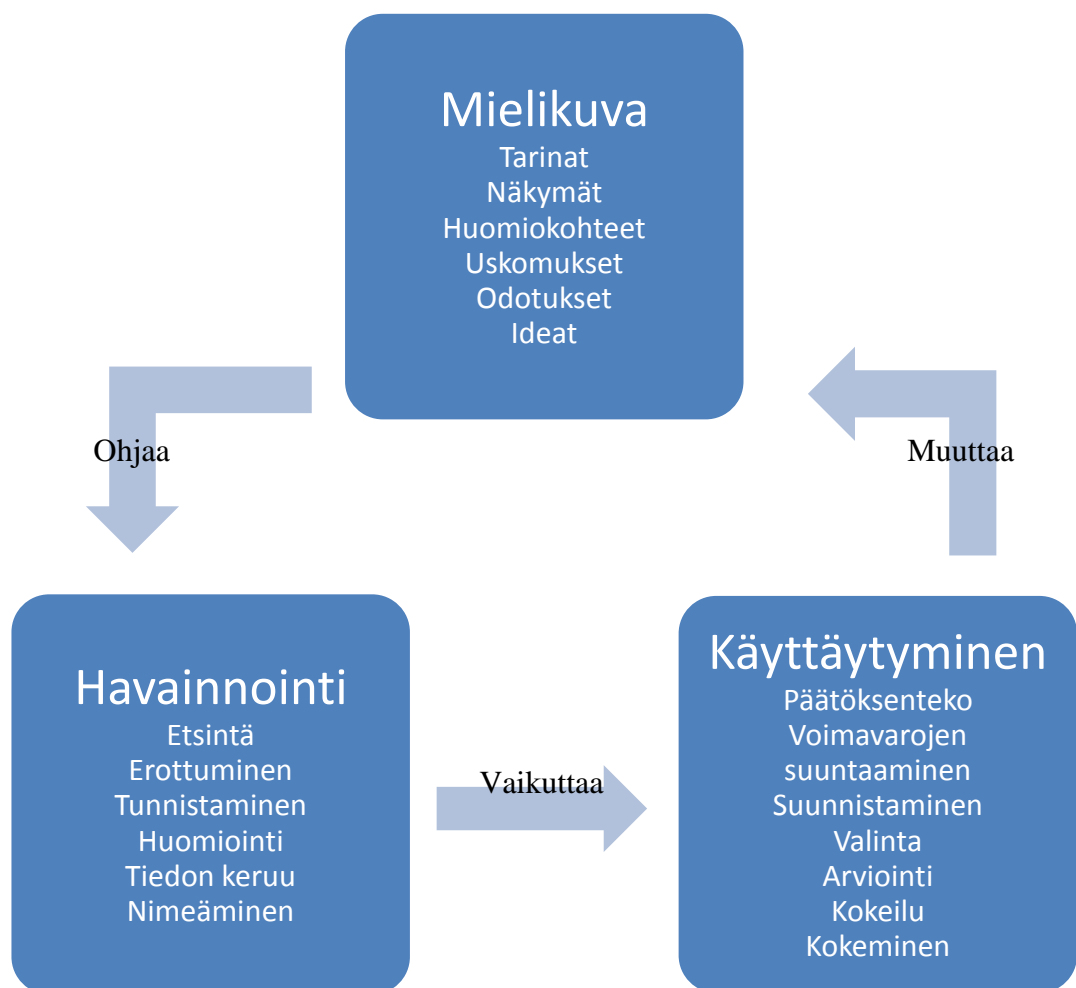 Mielikuva
Tarinat
Näkymät
Huomiokohteet
Uskomukset
Odotukset
Ideat
Ohjaa
Muuttaa
Havainnointi
Etsintä
Erottuminen
Tunnistaminen
Huomiointi
Tiedon keruu
Nimeäminen
Vaikuttaa
Käyttäytyminen
Päätöksenteko
Voimavarojen
suuntaaminen
Suunnistaminen
Valinta
Arviointi
Kokeilu
Kokeminen